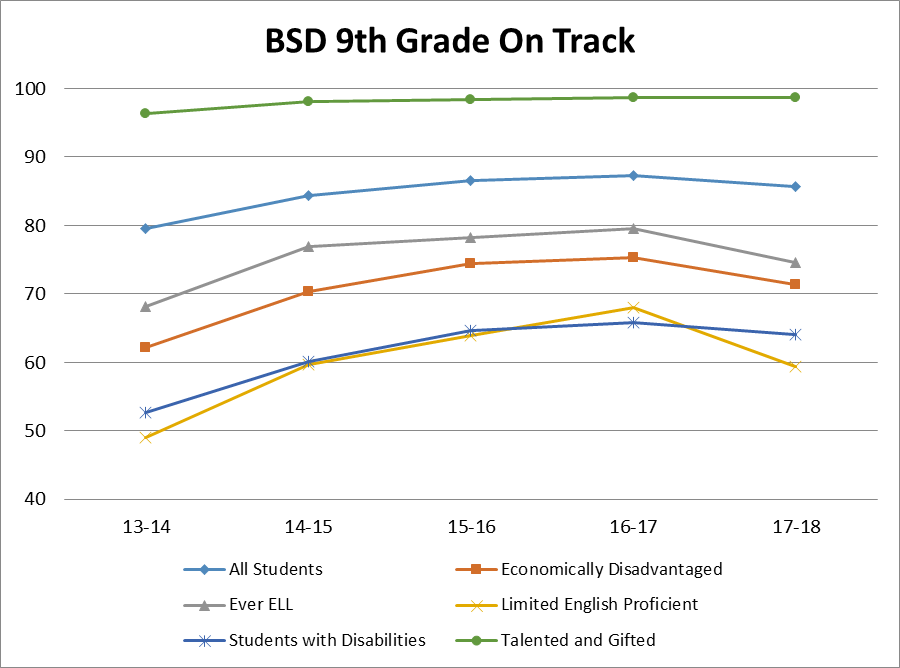 BSD 9th Grade On Track
100
90
80
70
60
50
40
13-14 14-15 15-16 16-17 17-18
All Students Economically Disadvantaged
Ever ELL Limited English Proficient
Students with Disabilities Talented and Gifted